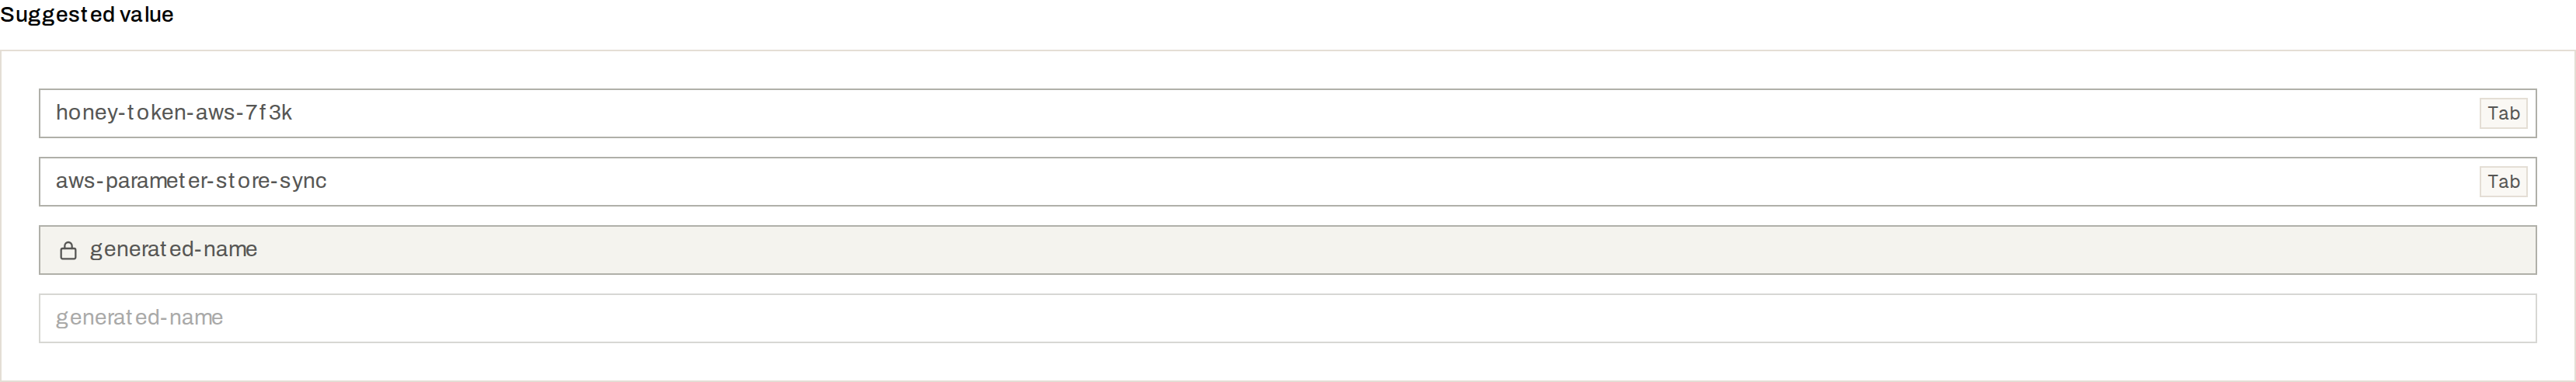 Suggested value
honey-token-aws-7f3k Tab
aws-parameter-store-sync Tab
generated-name
generated-name